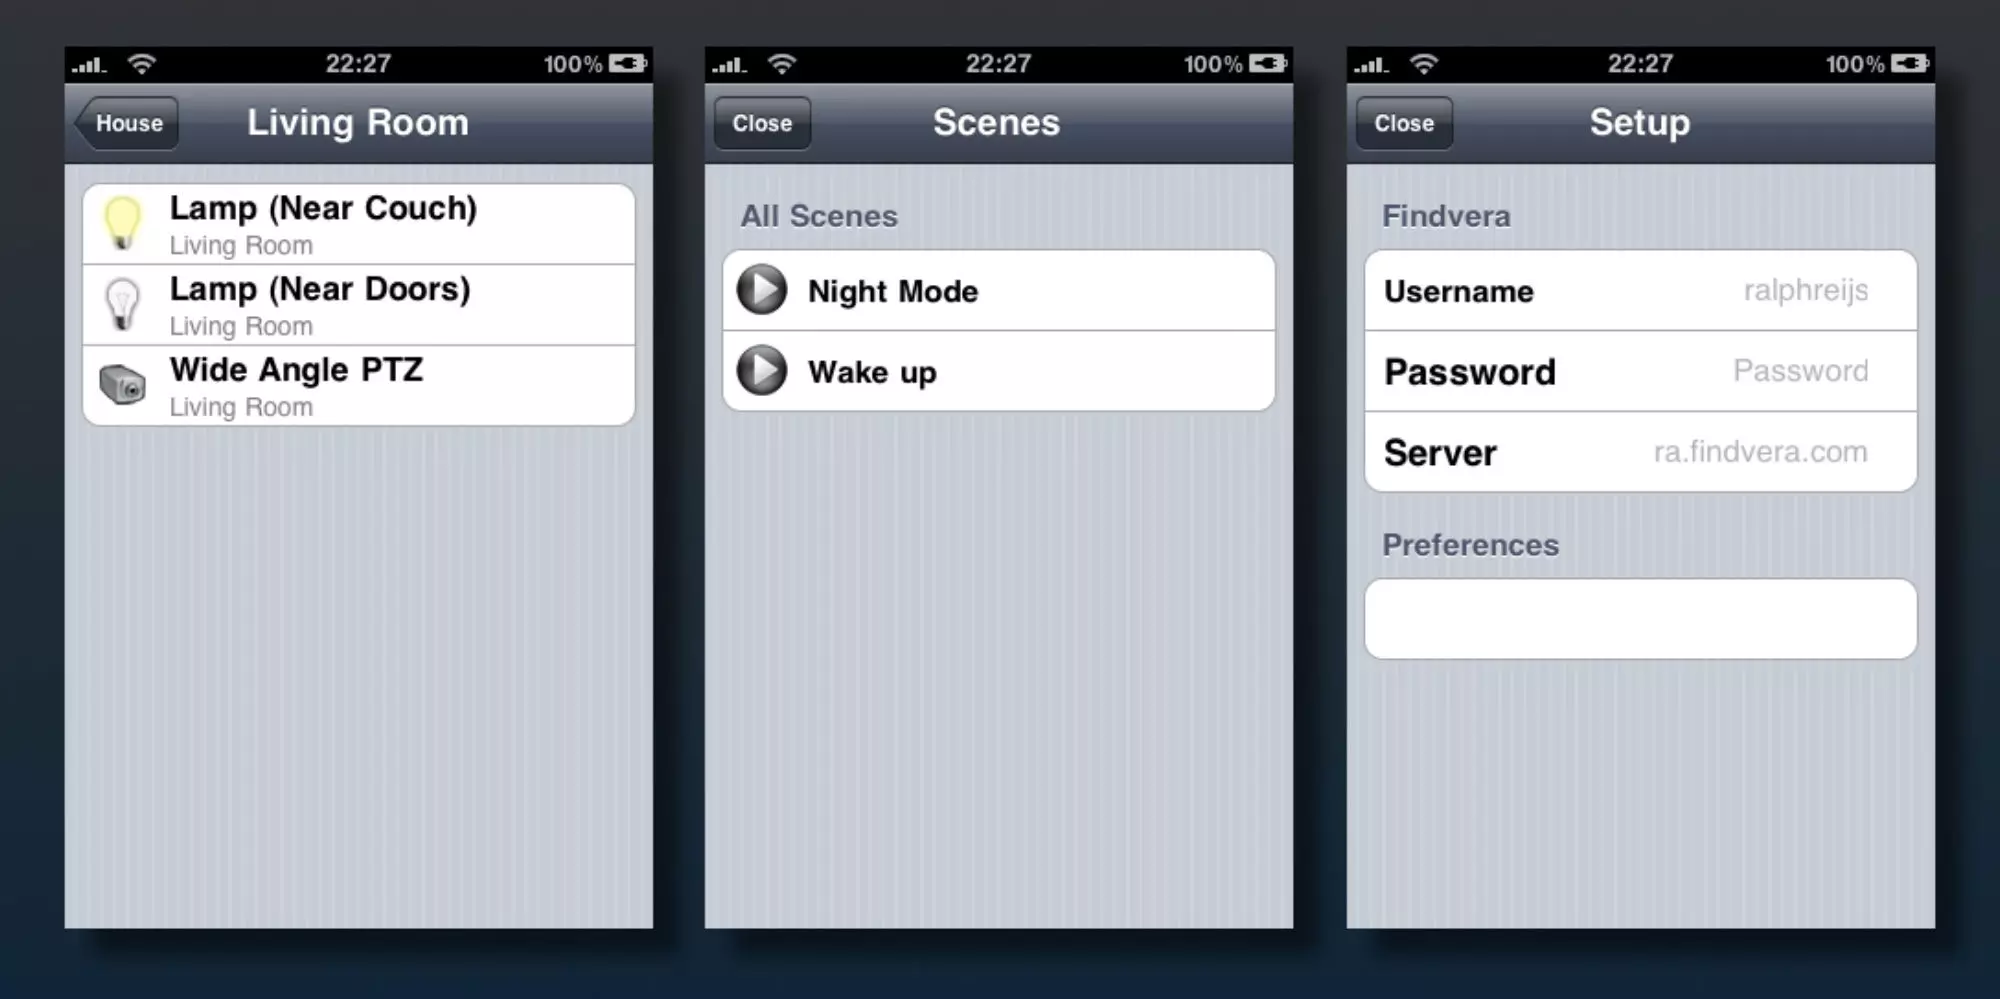 22:27 100%
House Living Room
Lamp (Near Couch)
Living Room
Lamp (Near Doors)
Living Room
Wide Angle PTZ
Living Room
22:27 100%
Close Scenes
All Scenes
Night Mode
Wake up
22:27 100%
Close Setup
Findvera
Username ralphreijs
Password Password
Server ra.findvera.com
Preferences